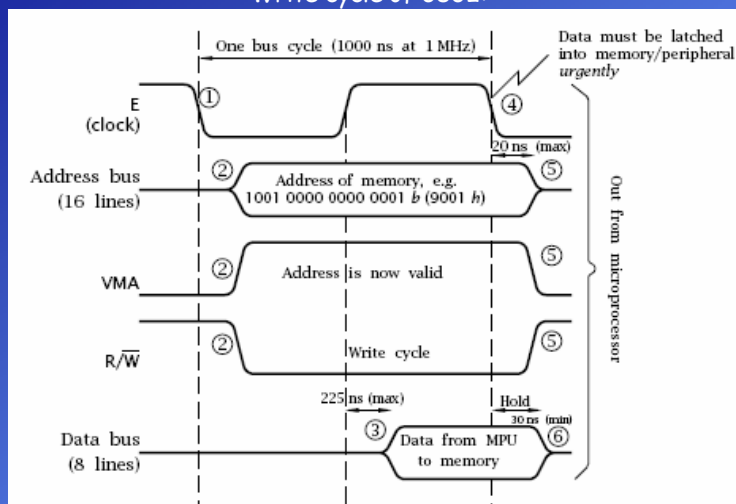 write cycle of 6802:
One bus cycle (1000 ns at 1 MHz)
Data must be latched
into memory/peripheral
urgently
① ④
E
(clock)
20 ns (max)
Address bus
(16 lines)
② Address of memory, e.g. ⑤
1001 0000 0000 0001 b (9001 h)
VMA
② Address is now valid ⑤
R/W̅
② Write cycle ⑤
Out from microprocessor
225 ns (max)
Hold
30 ns (min)
Data bus
(8 lines)
③ Data from MPU ⑥
to memory